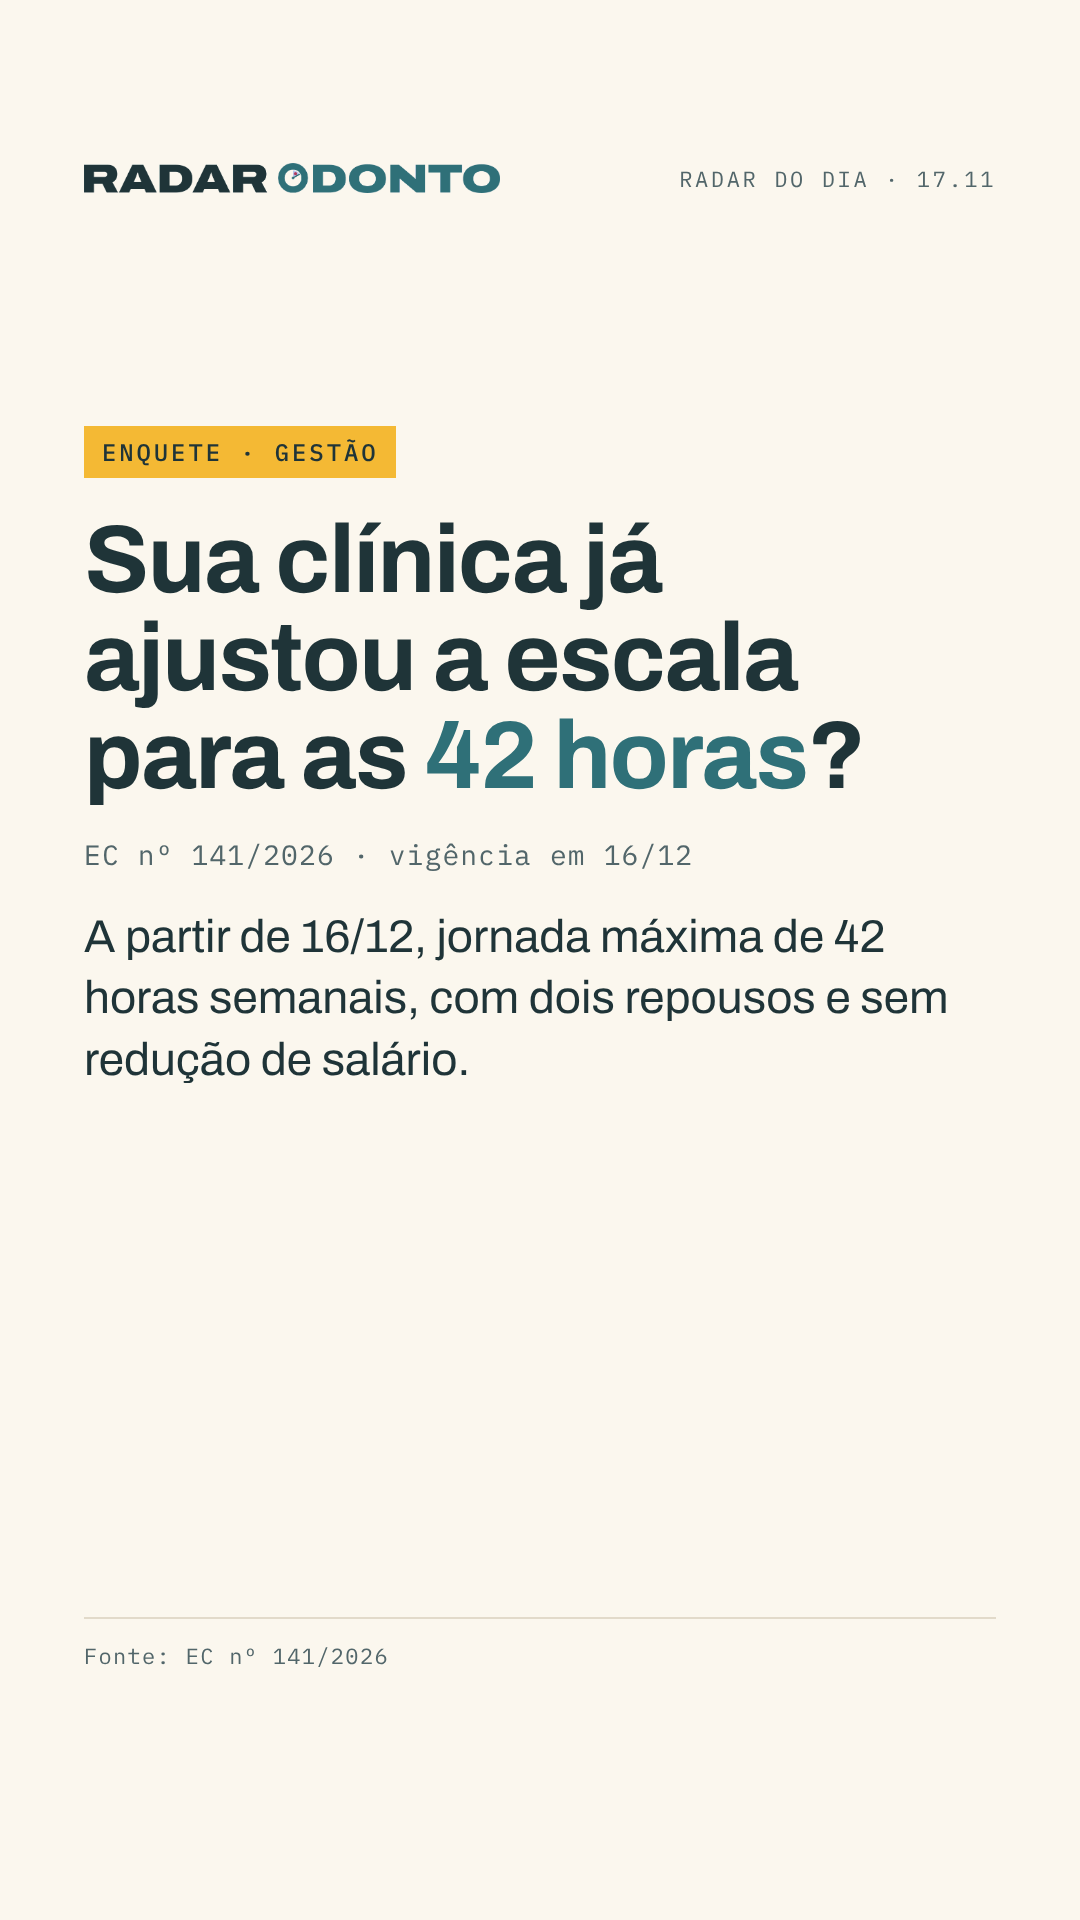 RADAR ODONTO
RADAR DO DIA · 17.11
ENQUETE · GESTÃO
Sua clínica já
ajustou a escala
para as 42 horas?
EC nº 141/2026 · vigência em 16/12
A partir de 16/12, jornada máxima de 42
horas semanais, com dois repousos e sem
redução de salário.
Fonte: EC nº 141/2026